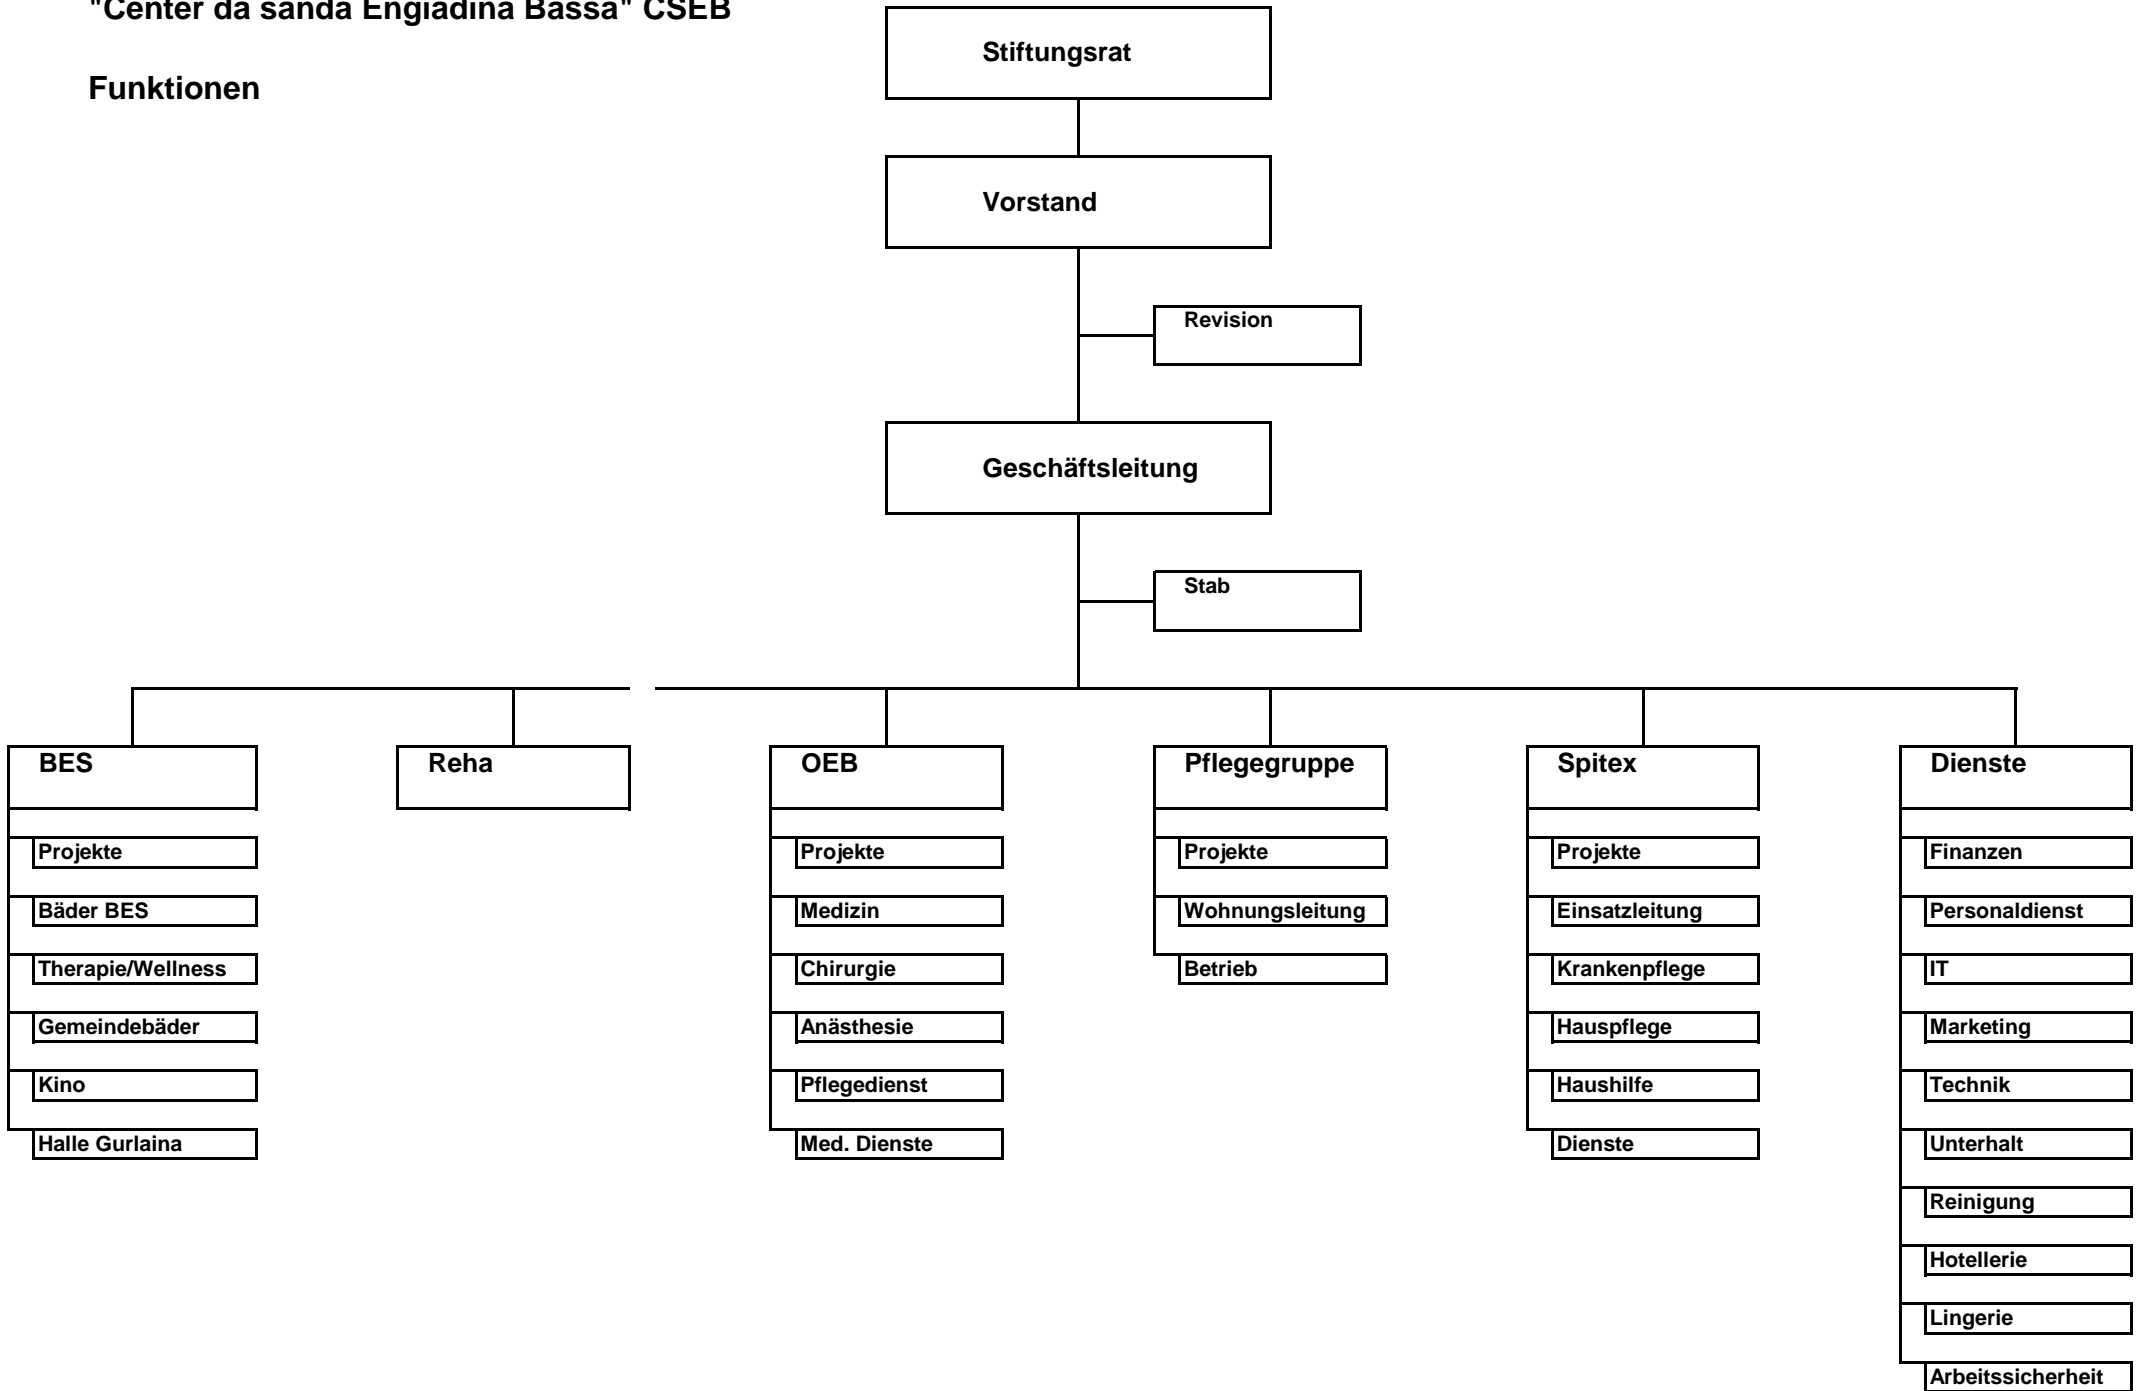 "Center da sanda Engiadina Bassa" CSEB
Funktionen
Stiftungsrat
Vorstand
Revision
Geschäftsleitung
Stab
BES
Projekte
Bäder BES
Therapie/Wellness
Gemeindebäder
Kino
Halle Gurlaina
Reha
OEB
Projekte
Medizin
Chirurgie
Anästhesie
Pflegedienst
Med. Dienste
Pflegegruppe
Projekte
Wohnungsleitung
Betrieb
Spitex
Projekte
Einsatzleitung
Krankenpflege
Hauspflege
Haushilfe
Dienste
Dienste
Finanzen
Personaldienst
IT
Marketing
Technik
Unterhalt
Reinigung
Hotellerie
Lingerie
Arbeitssicherheit